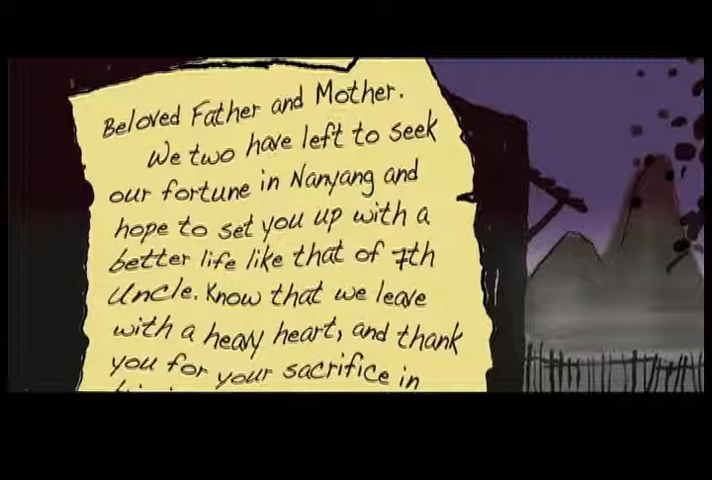 Beloved Father and Mother.
We two have left to seek
our fortune in Nanyang and
hope to set you up with a
better life like that of 7th
Uncle. Know that we leave
with a heavy heart, and thank
you for your sacrifice in